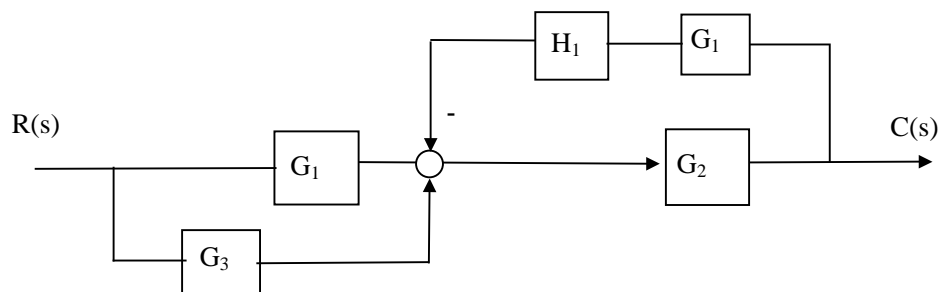 H₁
G₁
R(s)
-
C(s)
G₁
G₂
G₃